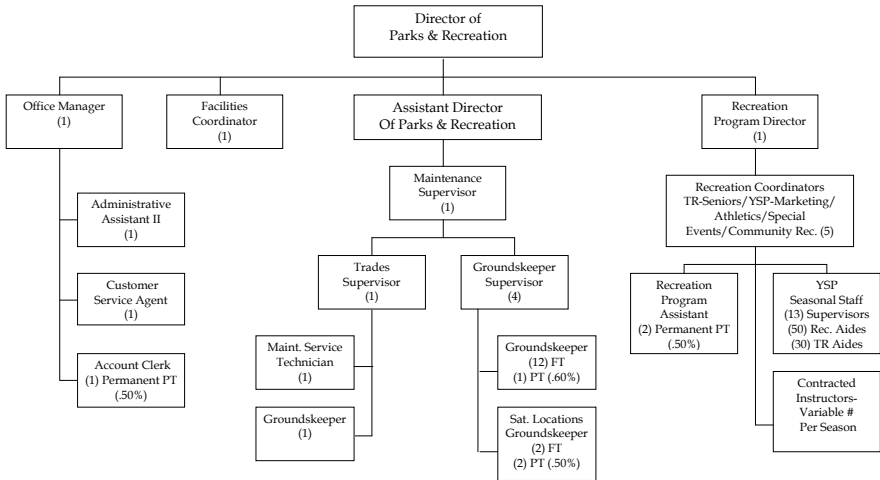 Director of
Parks & Recreation
Office Manager
(1)
Facilities
Coordinator
(1)
Assistant Director
Of Parks & Recreation
Recreation
Program Director
(1)
Administrative
Assistant II
(1)
Customer
Service Agent
(1)
Account Clerk
(1) Permanent PT
(.50%)
Maintenance
Supervisor
(1)
Trades
Supervisor
(1)
Groundskeeper
Supervisor
(4)
Maint. Service
Technician
(1)
Groundskeeper
(1)
Groundskeeper
(12) FT
(1) PT (.60%)
Sat. Locations
Groundskeeper
(2) FT
(2) PT (.50%)
Recreation Coordinators
TR-Seniors/YSP-Marketing/
Athletics/Special
Events/Community Rec. (5)
Recreation
Program
Assistant
(2) Permanent PT
(.50%)
YSP
Seasonal Staff
(13) Supervisors
(50) Rec. Aides
(30) TR Aides
Contracted
Instructors-
Variable #
Per Season